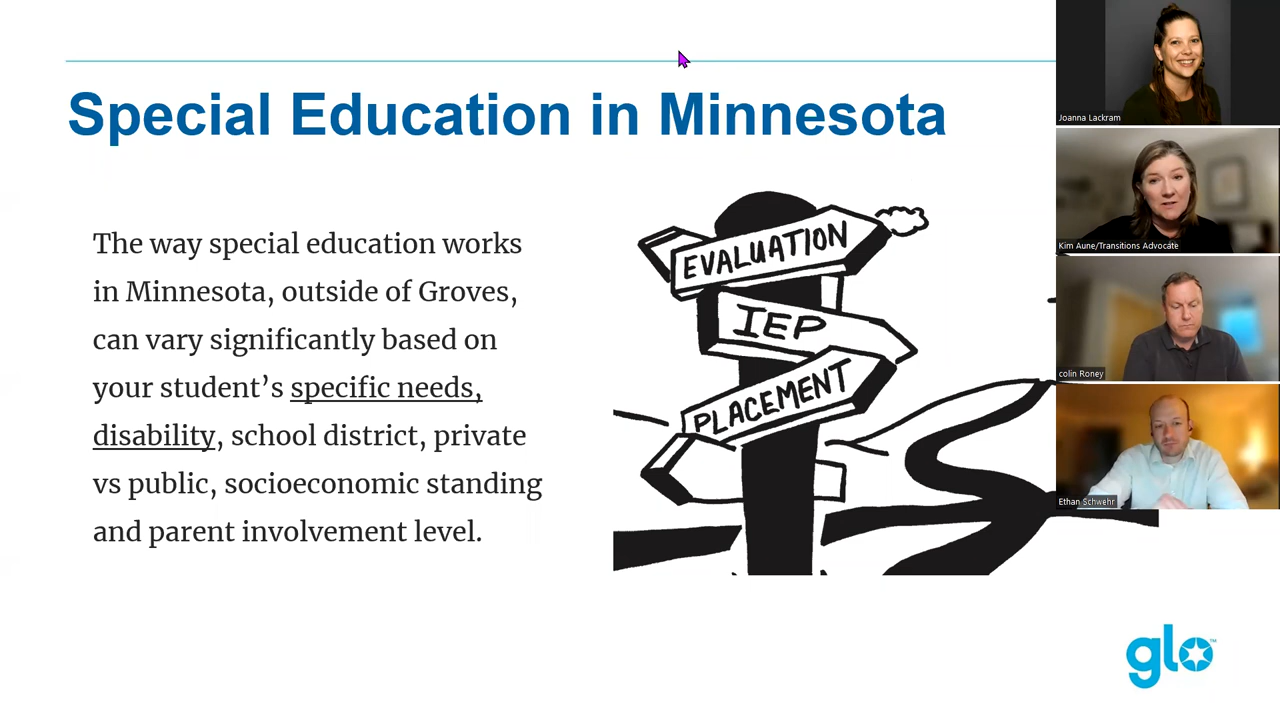 Special Education in Minnesota
The way special education works
in Minnesota, outside of Groves,
can vary significantly based on
your student’s specific needs,
disability, school district, private
vs public, socioeconomic standing
and parent involvement level.
EVALUATION
IEP
PLACEMENT
Joanna Lackram
Kim Aune/Transitions Advocate
colin Roney
Ethan Schwehr
glo™